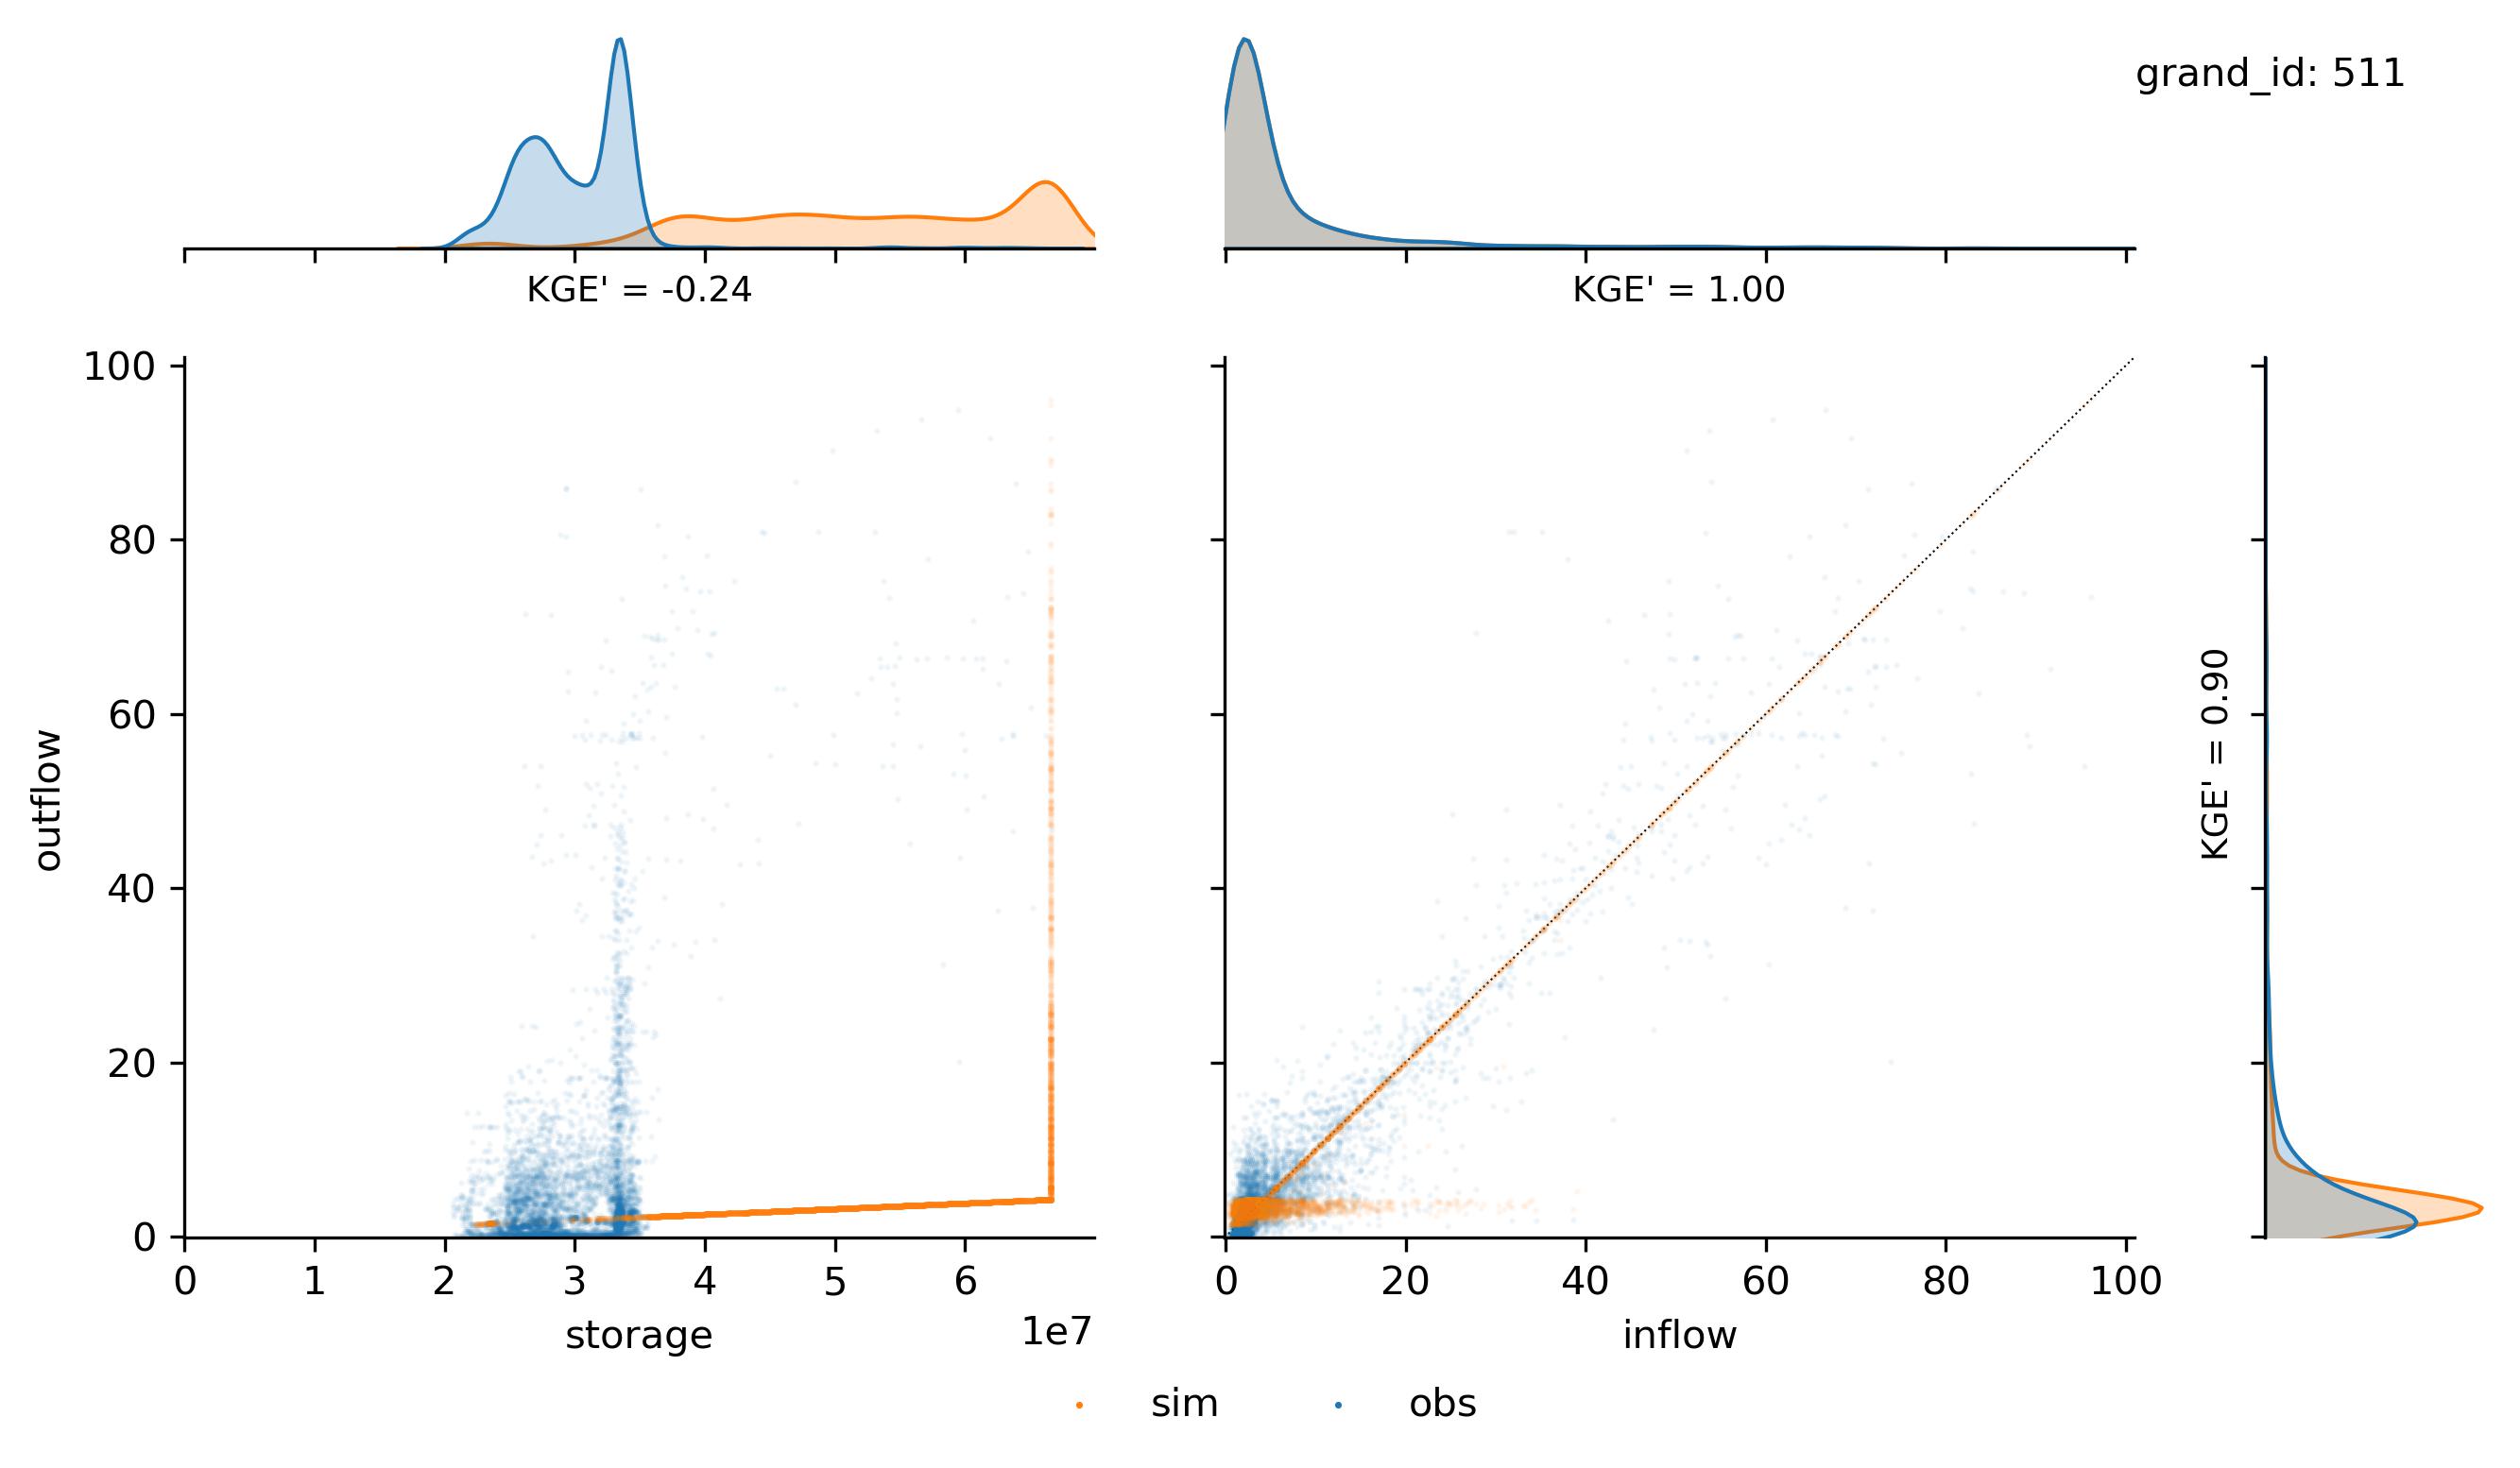 grand_id: 511
KGE' = -0.24
KGE' = 1.00
100
80
60
40
20
0
outflow
KGE' = 0.90
0 1 2 3 4 5 6
1e7
storage
0 20 40 60 80 100
inflow
sim obs